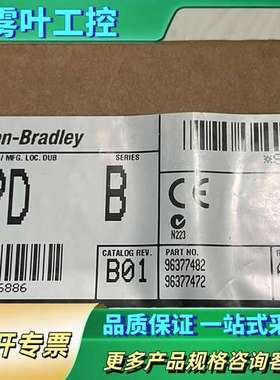 雾叶工控
n-Bradley
/ MFG. LOC. DUB
SERIES
PD
B
CE
N223
6886
CATALOG REV.
B01
PART NO.
96377482
96377472
开专票
品质保证 一站式采
更多产品规格咨询客